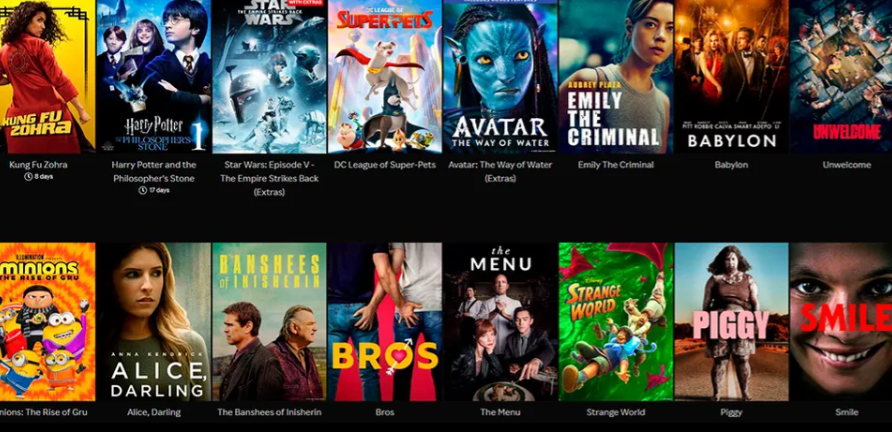 KUNG FU
ZOHRA
Harry Potter
AND THE
PHILOSOPHER'S
STONE
1
STAR
WARS
THE EMPIRE STRIKES BACK
WITH EXTRAS
DC LEAGUE OF
SUPER-PETS
AVATAR
THE WAY OF WATER
AUBREY PLAZA
EMILY
THE
CRIMINAL
PITT ROBBIE CALVA SMART ADEPO LI
BABYLON
UNWELCOME
Kung Fu Zohra
8 days
Harry Potter and the
Philosopher's Stone
17 days
Star Wars: Episode V -
The Empire Strikes Back
(Extras)
DC League of Super-Pets
Avatar: The Way of Water
(Extras)
Emily The Criminal
Babylon
Unwelcome
ILLUMINATION
minions
THE RISE OF GRU
ANNA KENDRICK
ALICE,
DARLING
THE BANSHEES
of INISHERIN
BROS
the
MENU
Disney
STRANGE
WORLD
PIGGY
SMILE
nions: The Rise of Gru
Alice, Darling
The Banshees of Inisherin
Bros
The Menu
Strange World
Piggy
Smile